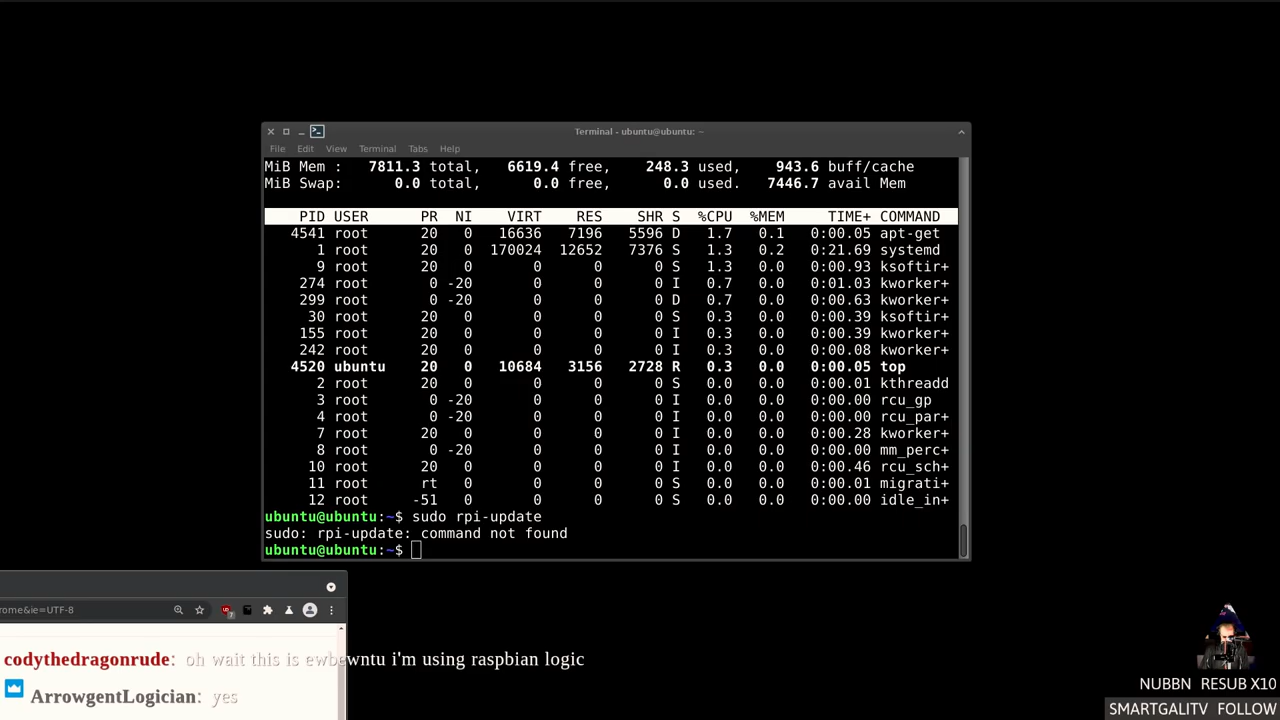 Terminal - ubuntu@ubuntu: ~
File Edit View Terminal Tabs Help
MiB Mem : 7811.3 total, 6619.4 free, 248.3 used, 943.6 buff/cache
MiB Swap: 0.0 total, 0.0 free, 0.0 used. 7446.7 avail Mem
PID USER PR NI VIRT RES SHR S %CPU %MEM TIME+ COMMAND
4541 root 20 0 16636 7196 5596 D 1.7 0.1 0:00.05 apt-get
1 root 20 0 170024 12652 7376 S 1.3 0.2 0:21.69 systemd
9 root 20 0 0 0 0 S 1.3 0.0 0:00.93 ksoftir+
274 root 0 -20 0 0 0 I 0.7 0.0 0:01.03 kworker+
299 root 0 -20 0 0 0 D 0.7 0.0 0:00.63 kworker+
30 root 20 0 0 0 0 S 0.3 0.0 0:00.39 ksoftir+
155 root 20 0 0 0 0 I 0.3 0.0 0:00.39 kworker+
242 root 20 0 0 0 0 I 0.3 0.0 0:00.08 kworker+
4520 ubuntu 20 0 10684 3156 2728 R 0.3 0.0 0:00.05 top
2 root 20 0 0 0 0 S 0.0 0.0 0:00.01 kthreadd
3 root 0 -20 0 0 0 I 0.0 0.0 0:00.00 rcu_gp
4 root 0 -20 0 0 0 I 0.0 0.0 0:00.00 rcu_par+
7 root 20 0 0 0 0 I 0.0 0.0 0:00.28 kworker+
8 root 0 -20 0 0 0 I 0.0 0.0 0:00.00 mm_perc+
10 root 20 0 0 0 0 I 0.0 0.0 0:00.46 rcu_sch+
11 root rt 0 0 0 0 S 0.0 0.0 0:00.01 migrati+
12 root -51 0 0 0 0 S 0.0 0.0 0:00.00 idle_in+
ubuntu@ubuntu:~$ sudo rpi-update
sudo: rpi-update: command not found
ubuntu@ubuntu:~$
rome&ie=UTF-8
codythedragonrude: oh wait this is ewbewntu i'm using raspbian logic
ArrowgentLogician: yes
NUBBN RESUB X10
SMARTGALITV FOLLOW